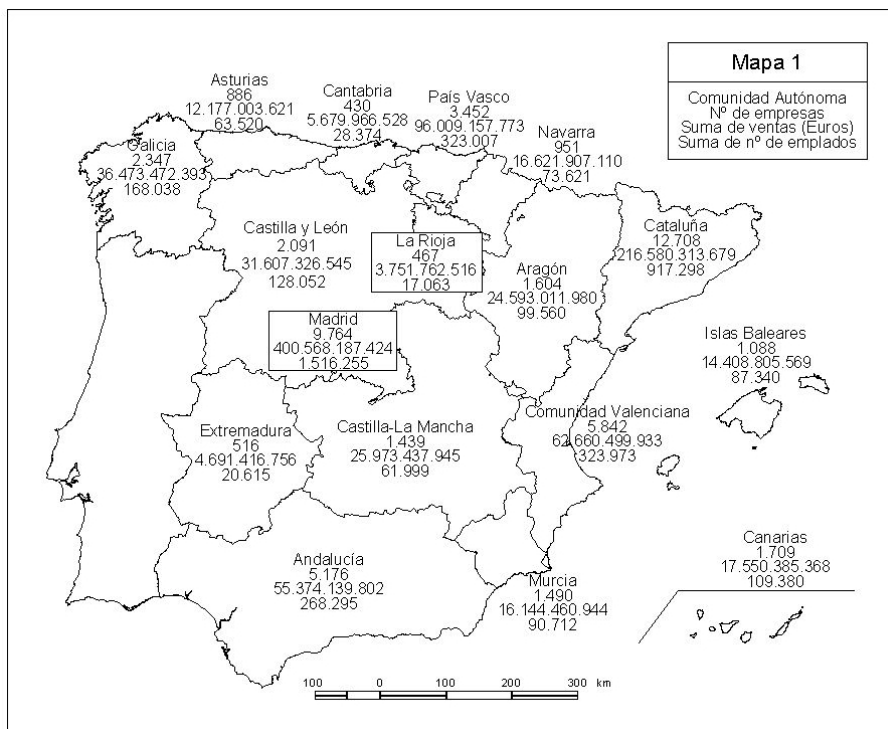 Mapa 1
Comunidad Autónoma
Nº de empresas
Suma de ventas (Euros)
Suma de nº de emplados
Asturias
886
12.177.003.621
63.520
Cantabria
430
5.679.966.528
28.374
País Vasco
3.452
96.009.157.773
323.007
Navarra
951
16.621.907.110
73.621
Galicia
2.347
36.473.472.393
168.038
Castilla y León
2.091
31.607.326.545
128.052
La Rioja
467
3.751.762.516
17.063
Aragón
1.604
24.593.011.980
99.560
Cataluña
12.708
216.580.313.679
917.298
Madrid
9.764
400.568.187.424
1.516.255
Islas Baleares
1.088
14.408.805.569
87.340
Extremadura
516
4.691.416.756
20.615
Castilla-La Mancha
1.439
25.973.437.945
61.999
Comunidad Valenciana
5.842
62.660.499.933
323.973
Andalucía
5.176
55.374.139.802
268.295
Murcia
1.490
16.144.460.944
90.712
Canarias
1.709
17.550.385.368
109.380
100 0 100 200 300 km